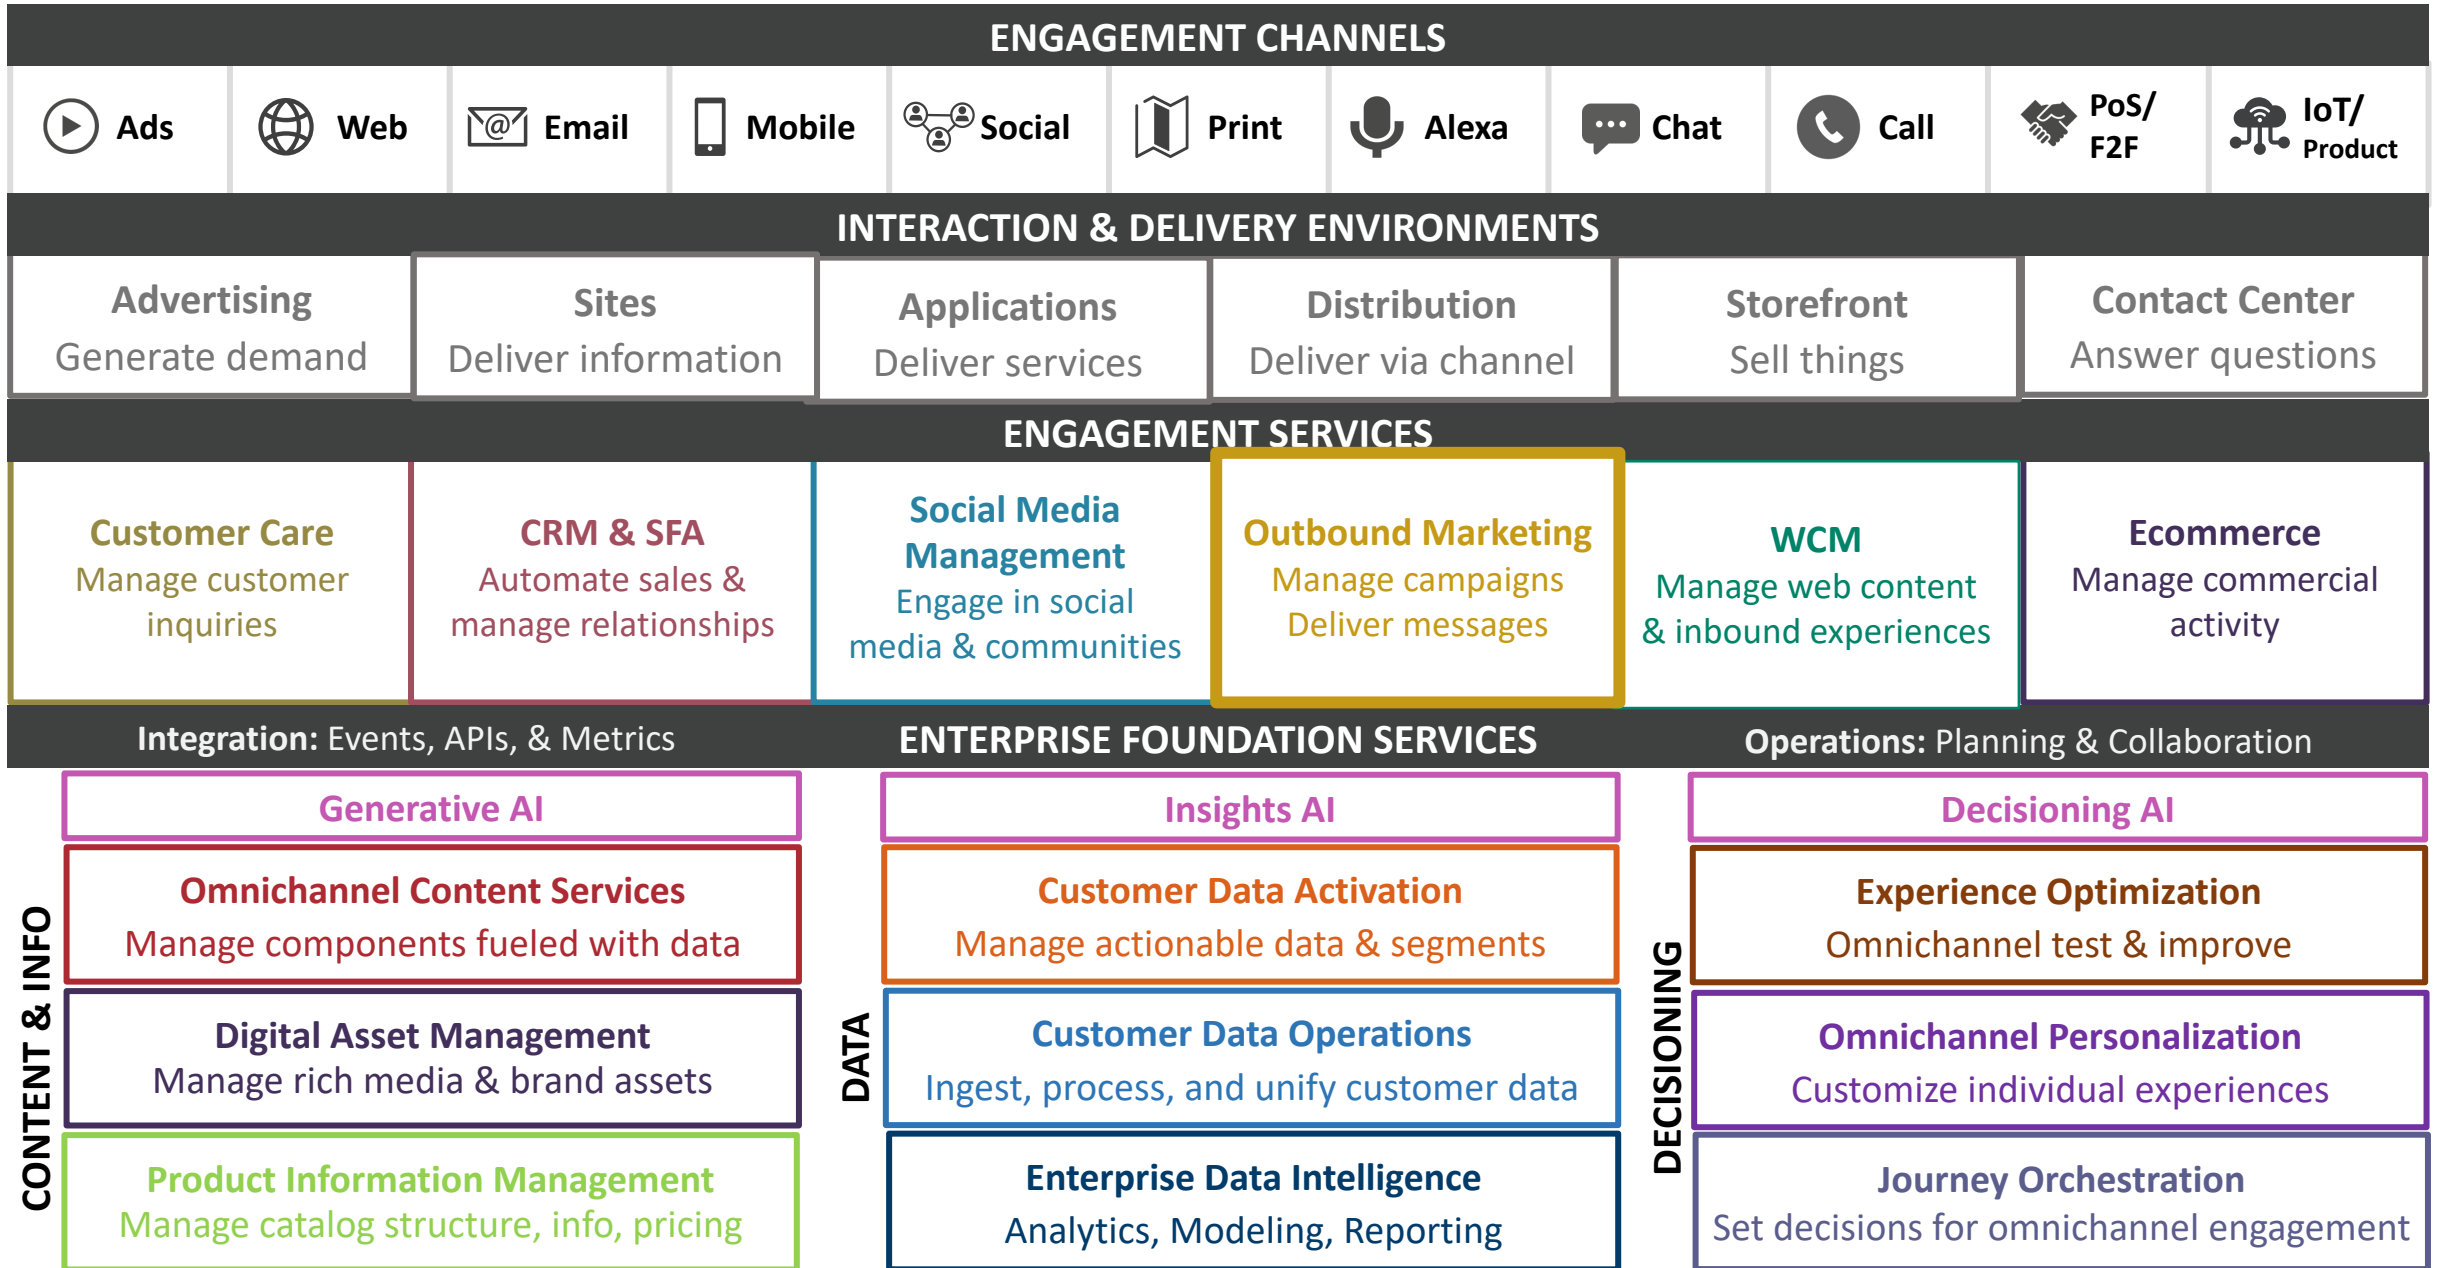 ENGAGEMENT CHANNELS
Ads
Web
@
Email
Mobile
Social
Print
Alexa
Chat
Call
PoS/
F2F
IoT/
Product
INTERACTION & DELIVERY ENVIRONMENTS
Advertising
Generate demand
Sites
Deliver information
Applications
Deliver services
Distribution
Deliver via channel
Storefront
Sell things
Contact Center
Answer questions
ENGAGEMENT SERVICES
Customer Care
Manage customer
inquiries
CRM & SFA
Automate sales &
manage relationships
Social Media
Management
Engage in social
media & communities
Outbound Marketing
Manage campaigns
Deliver messages
WCM
Manage web content
& inbound experiences
Ecommerce
Manage commercial
activity
Integration: Events, APIs, & Metrics
ENTERPRISE FOUNDATION SERVICES
Operations: Planning & Collaboration
CONTENT & INFO
Generative AI
Omnichannel Content Services
Manage components fueled with data
Digital Asset Management
Manage rich media & brand assets
Product Information Management
Manage catalog structure, info, pricing
DATA
Insights AI
Customer Data Activation
Manage actionable data & segments
Customer Data Operations
Ingest, process, and unify customer data
Enterprise Data Intelligence
Analytics, Modeling, Reporting
DECISIONING
Decisioning AI
Experience Optimization
Omnichannel test & improve
Omnichannel Personalization
Customize individual experiences
Journey Orchestration
Set decisions for omnichannel engagement